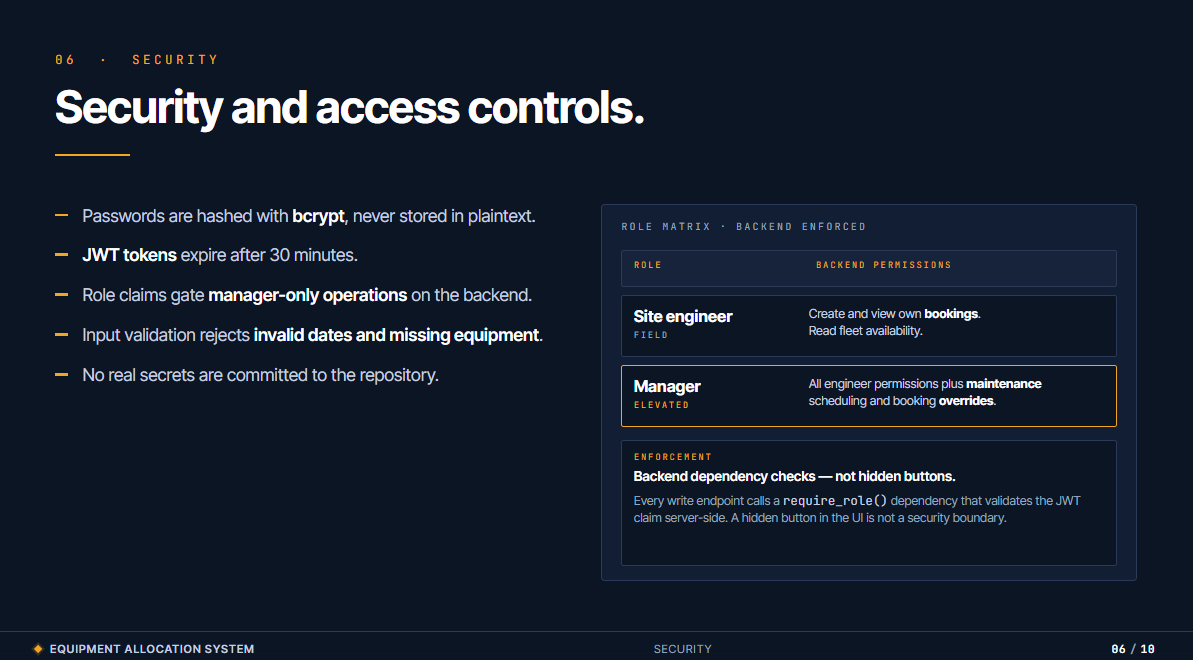 06 · SECURITY
Security and access controls.
Passwords are hashed with bcrypt, never stored in plaintext.
JWT tokens expire after 30 minutes.
Role claims gate manager-only operations on the backend.
Input validation rejects invalid dates and missing equipment.
No real secrets are committed to the repository.
ROLE MATRIX · BACKEND ENFORCED
ROLE BACKEND PERMISSIONS
Site engineer
FIELD
Create and view own bookings.
Read fleet availability.
Manager
ELEVATED
All engineer permissions plus maintenance
scheduling and booking overrides.
ENFORCEMENT
Backend dependency checks — not hidden buttons.
Every write endpoint calls a require_role() dependency that validates the JWT
claim server-side. A hidden button in the UI is not a security boundary.
EQUIPMENT ALLOCATION SYSTEM
SECURITY
06 / 10